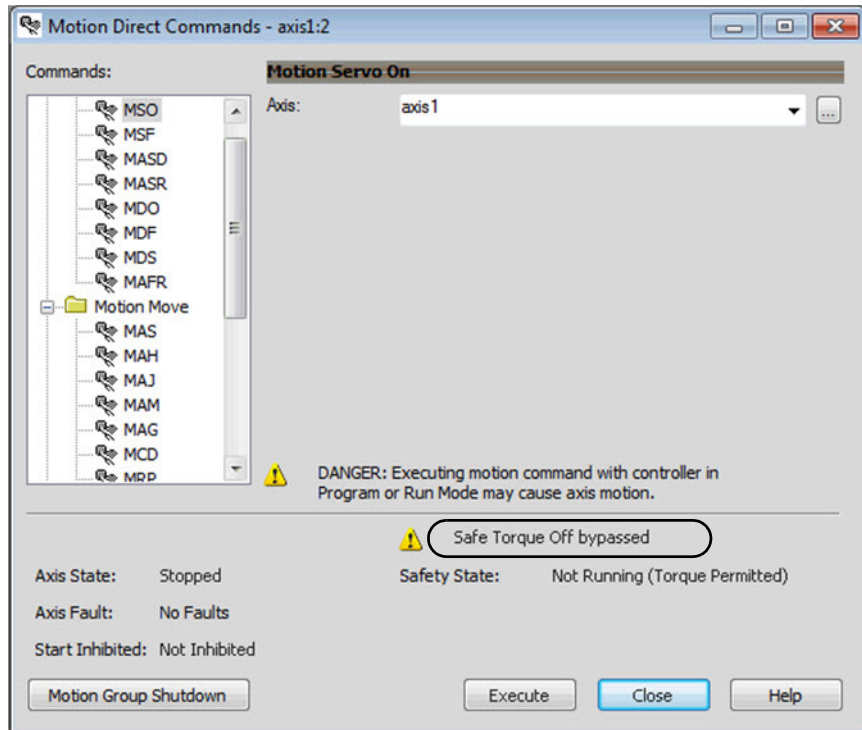 Motion Direct Commands - axis1:2
Commands:
Motion Servo On
Axis:
axis1
...
MSO
MSF
MASD
MASR
MDO
MDF
MDS
MAFR
Motion Move
MAS
MAH
MAJ
MAM
MAG
MCD
MRP
DANGER: Executing motion command with controller in
Program or Run Mode may cause axis motion.
Safe Torque Off bypassed
Axis State: Stopped
Safety State: Not Running (Torque Permitted)
Axis Fault: No Faults
Start Inhibited: Not Inhibited
Motion Group Shutdown
Execute
Close
Help